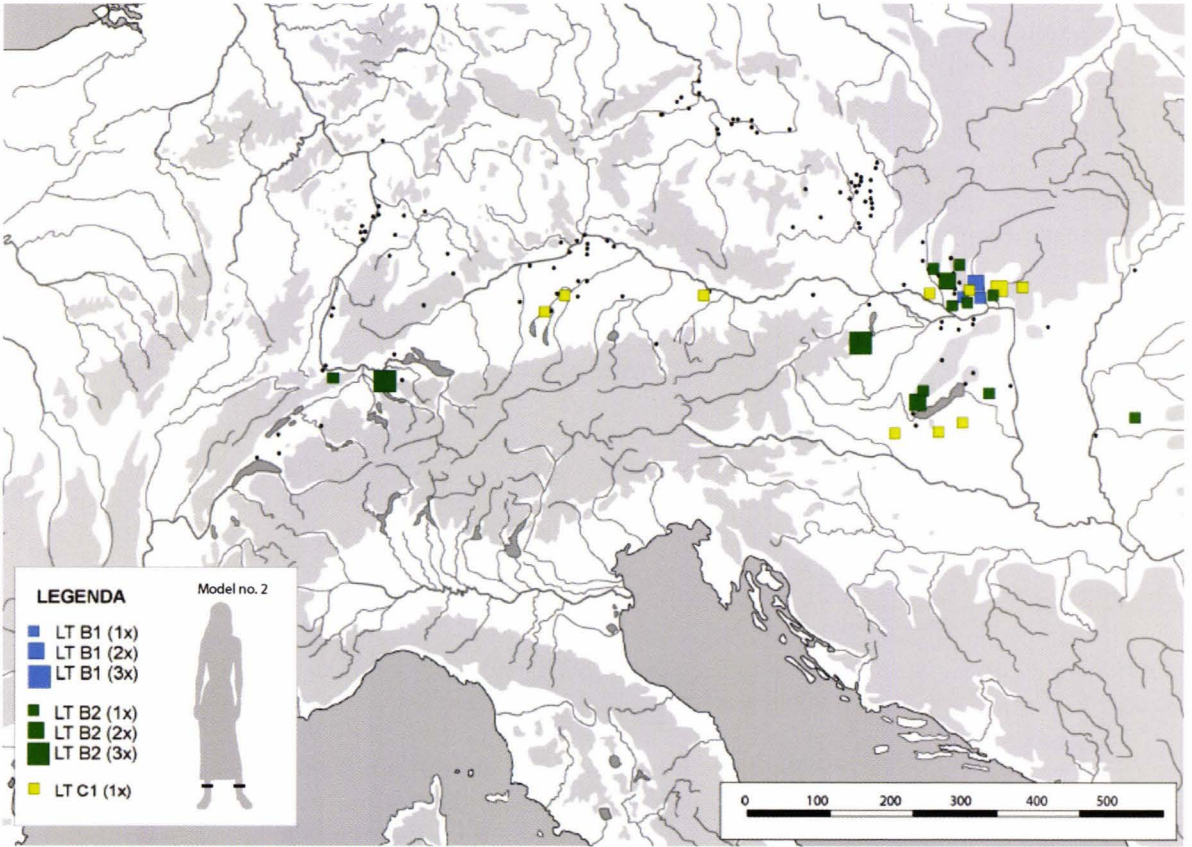 LEGENDA
Model no. 2
LT B1 (1x)
LT B1 (2x)
LT B1 (3x)
LT B2 (1x)
LT B2 (2x)
LT B2 (3x)
LT C1 (1x)
0 100 200 300 400 500